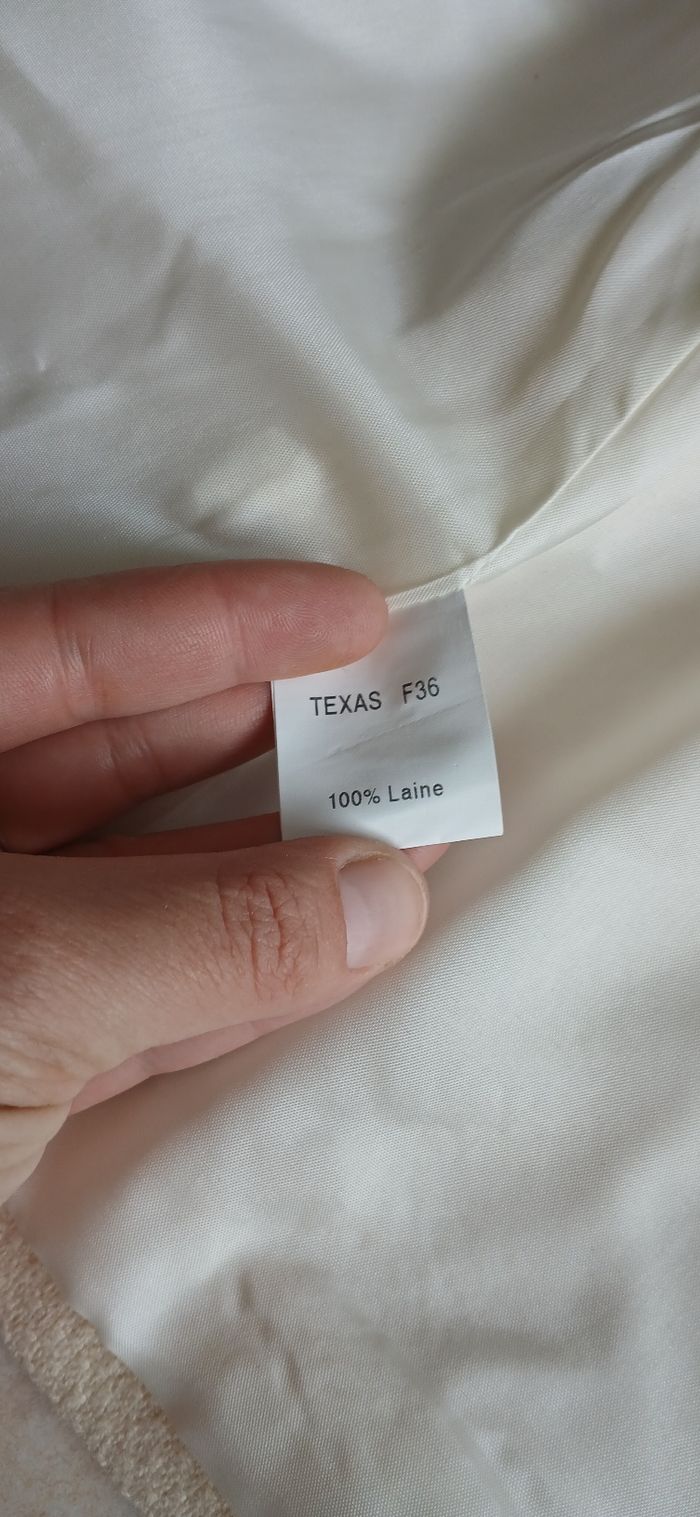 TEXAS F36
100% Laine